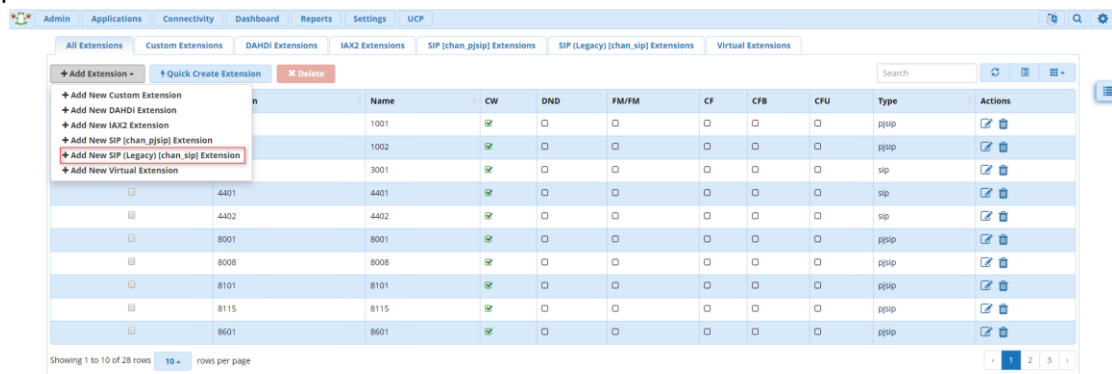 Admin Applications Connectivity Dashboard Reports Settings UCP
All Extensions Custom Extensions DAHDi Extensions IAX2 Extensions SIP [chan_pjsip] Extensions SIP (Legacy) [chan_sip] Extensions Virtual Extensions
+ Add Extension Quick Create Extension Delete Search
+ Add New Custom Extension
+ Add New DAHDi Extension
+ Add New IAX2 Extension
+ Add New SIP [chan_pjsip] Extension
+ Add New SIP (Legacy) [chan_sip] Extension
+ Add New Virtual Extension
Name CW DND FM/FM CF CFB CFU Type Actions
1001 pjsip
1002 pjsip
3001 sip
4401 4401 sip
4402 4402 sip
8001 8001 pjsip
8008 8008 pjsip
8101 8101 pjsip
8115 8115 pjsip
8601 8601 pjsip
Showing 1 to 10 of 28 rows 10 rows per page ‹ 1 2 3 ›